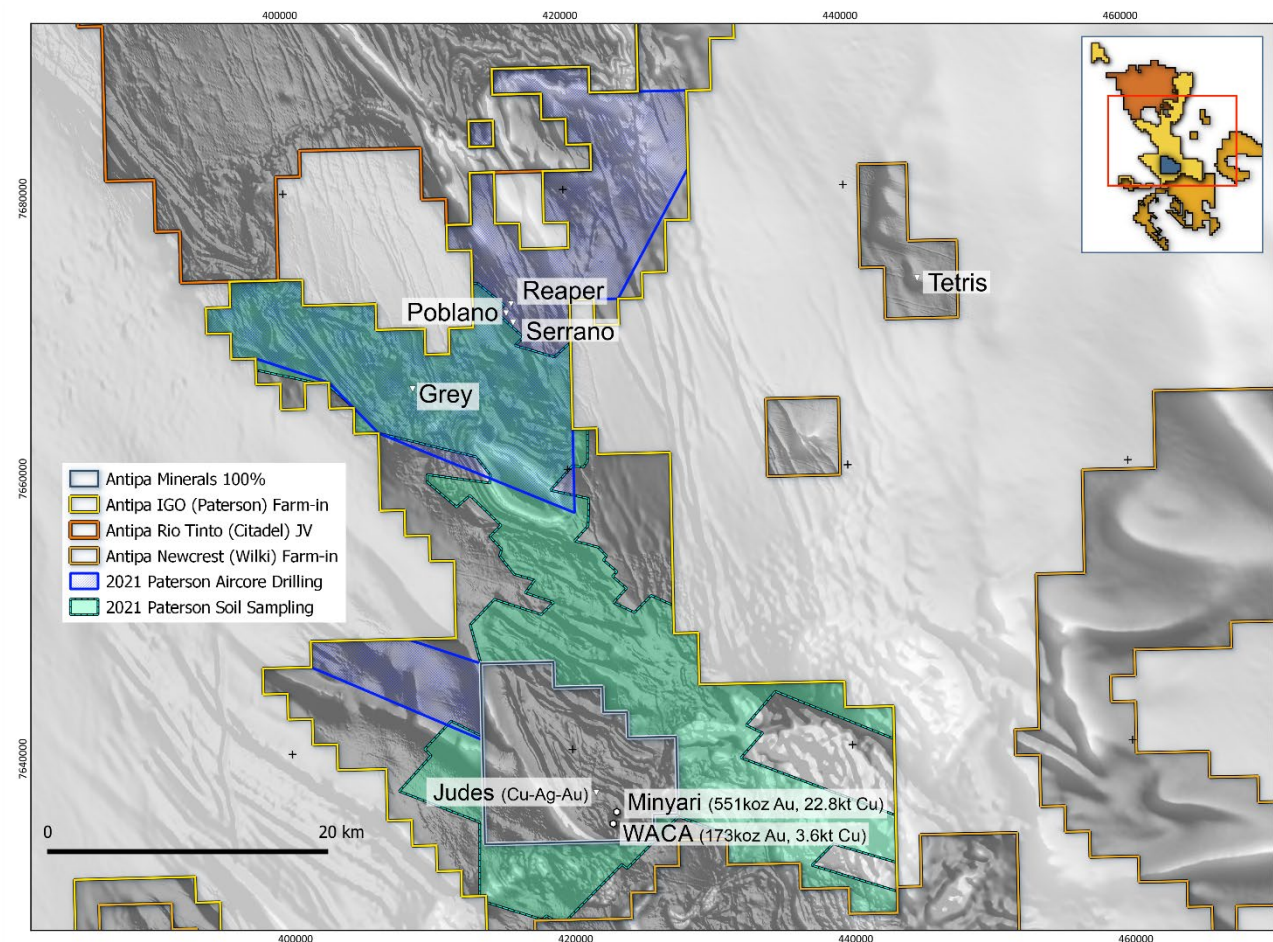 400000
420000
440000
460000
7680000
7660000
7640000
Reaper
Poblano
Serrano
Tetris
Grey
Antipa Minerals 100%
Antipa IGO (Paterson) Farm-in
Antipa Rio Tinto (Citadel) JV
Antipa Newcrest (Wilki) Farm-in
2021 Paterson Aircore Drilling
2021 Paterson Soil Sampling
Judes (Cu-Ag-Au)
Minyari (551koz Au, 22.8kt Cu)
WACA (173koz Au, 3.6kt Cu)
0
20 km
400000
420000
440000
460000